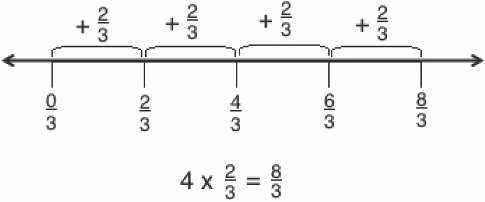 + 2/3 + 2/3 + 2/3 + 2/3
0/3 2/3 4/3 6/3 8/3
4 x 2/3 = 8/3